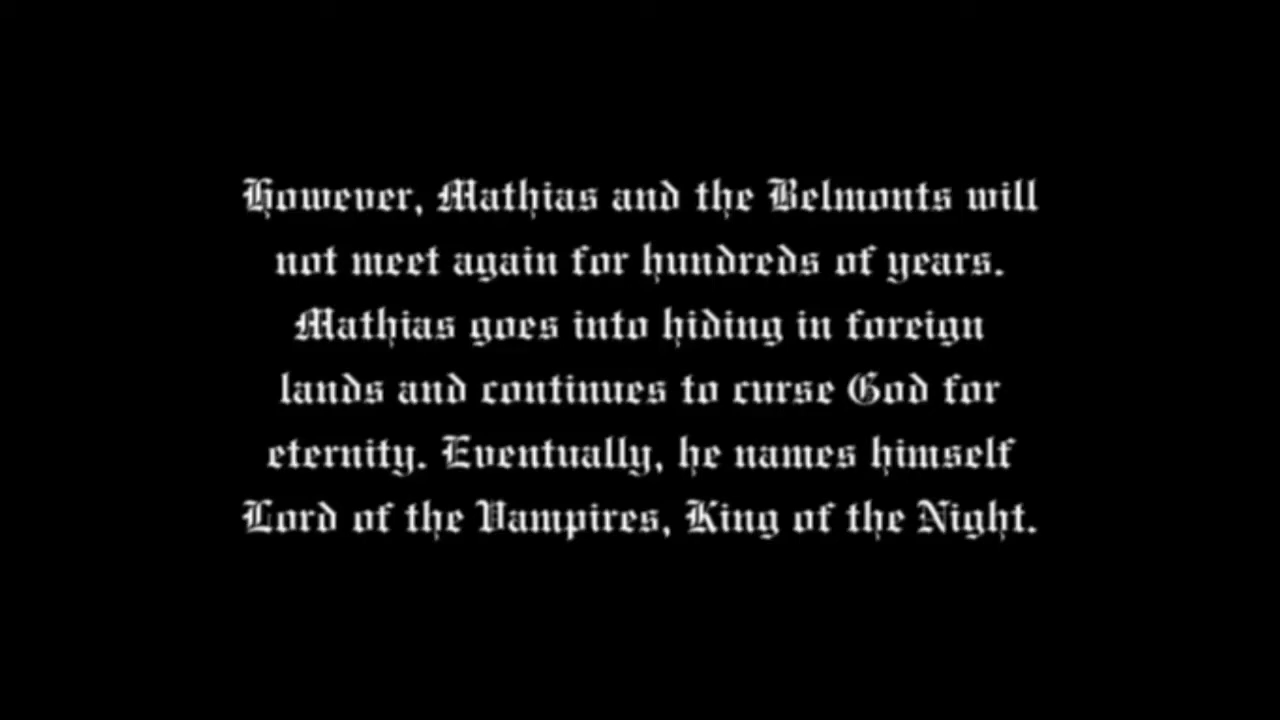 However, Mathias and the Belmonts will
not meet again for hundreds of years.
Mathias goes into hiding in foreign
lands and continues to curse God for
eternity. Eventually, he names himself
Lord of the Vampires, King of the Night.